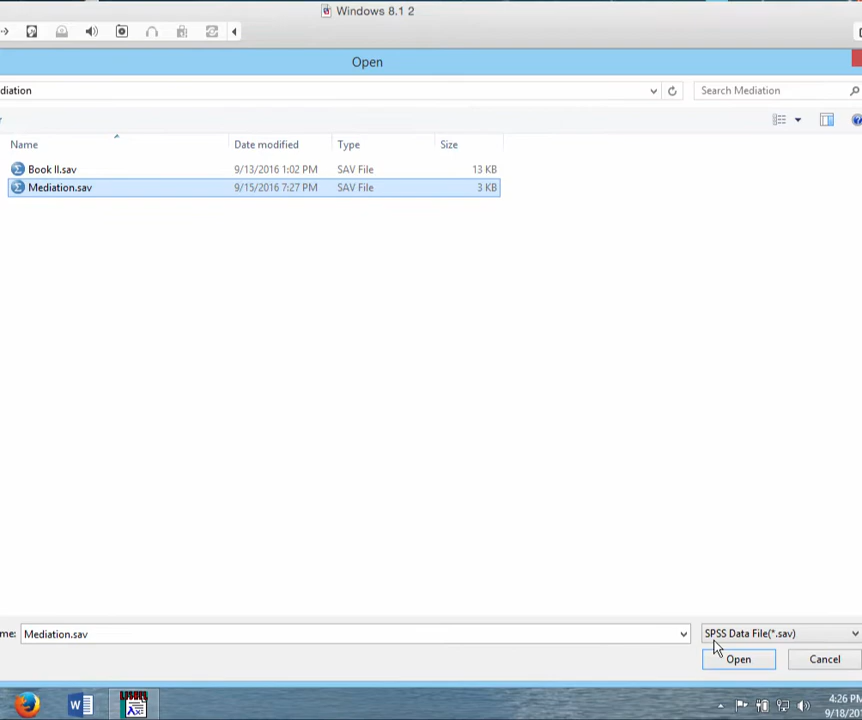 Windows 8.1 2
Open
diation
Search Mediation
Name Date modified Type Size
Book II.sav 9/13/2016 1:02 PM SAV File 13 KB
Mediation.sav 9/15/2016 7:27 PM SAV File 3 KB
me: Mediation.sav SPSS Data File(*.sav)
Open Cancel
4:26 PM
9/18/20